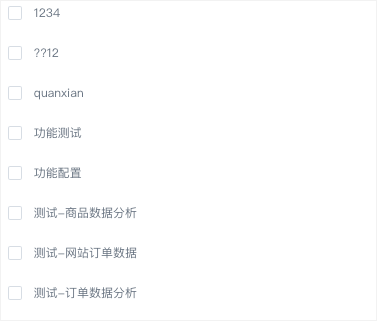 1234
??12
quanxian
功能测试
功能配置
测试-商品数据分析
测试-网站订单数据
测试-订单数据分析